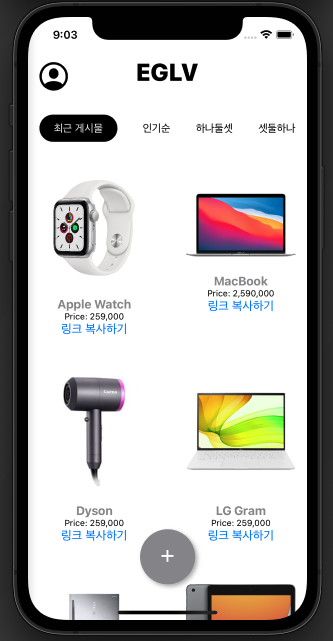 9:03
EGLV
최근 게시물
인기순
하나둘셋
셋둘하나
Apple Watch
Price: 259,000
링크 복사하기
MacBook
Price: 2,590,000
링크 복사하기
Dyson
Price: 259,000
링크 복사하기
LG Gram
Price: 259,000
링크 복사하기
+